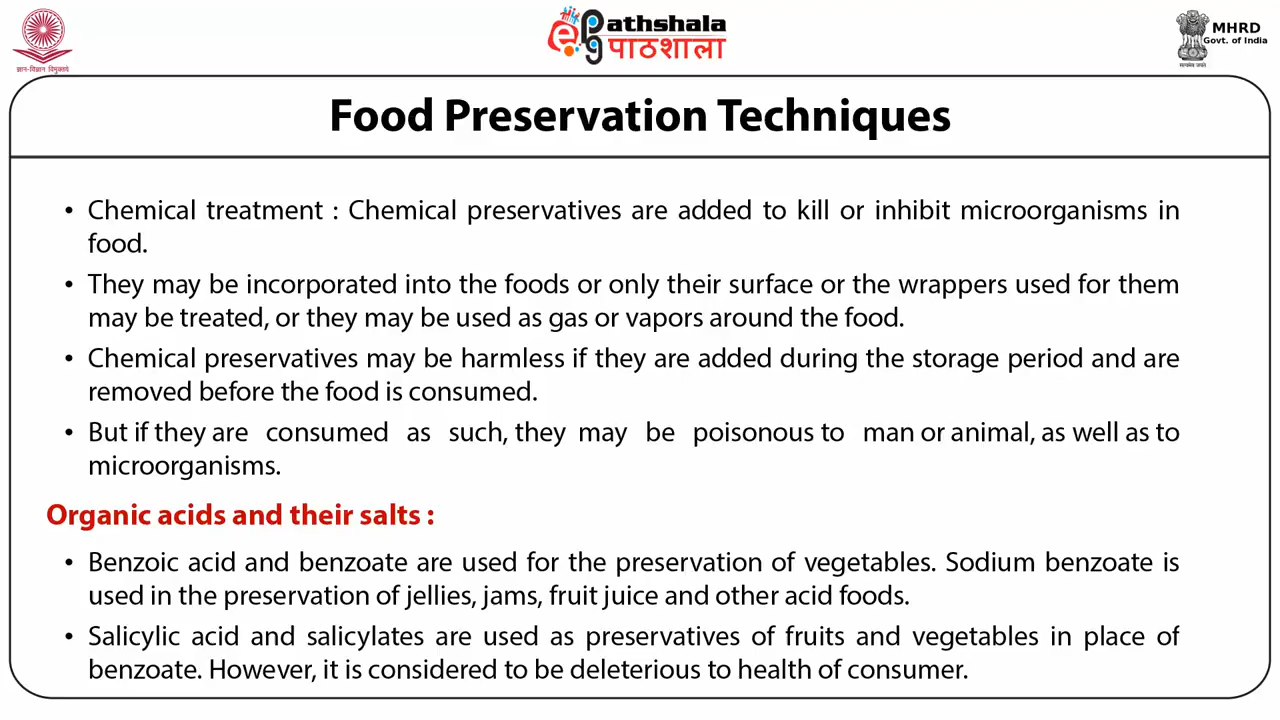 ज्ञान-विज्ञान विमुक्तये
ePG athshala
पाठशाला
सत्यमेव जयते
MHRD
Govt. of India
Food Preservation Techniques
• Chemical treatment : Chemical preservatives are added to kill or inhibit microorganisms in
food.
• They may be incorporated into the foods or only their surface or the wrappers used for them
may be treated, or they may be used as gas or vapors around the food.
• Chemical preservatives may be harmless if they are added during the storage period and are
removed before the food is consumed.
• But if they are consumed as such, they may be poisonous to man or animal, as well as to
microorganisms.
Organic acids and their salts :
• Benzoic acid and benzoate are used for the preservation of vegetables. Sodium benzoate is
used in the preservation of jellies, jams, fruit juice and other acid foods.
• Salicylic acid and salicylates are used as preservatives of fruits and vegetables in place of
benzoate. However, it is considered to be deleterious to health of consumer.